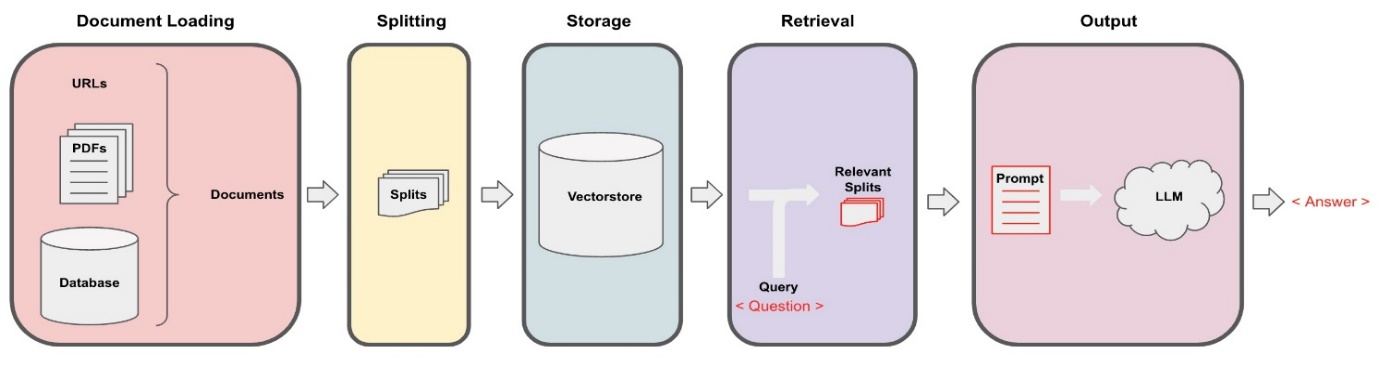 Document Loading
Splitting
Storage
Retrieval
Output
URLs
PDFs
Database
Documents
Splits
Vectorstore
Relevant
Splits
Query
< Question >
Prompt
LLM
< Answer >